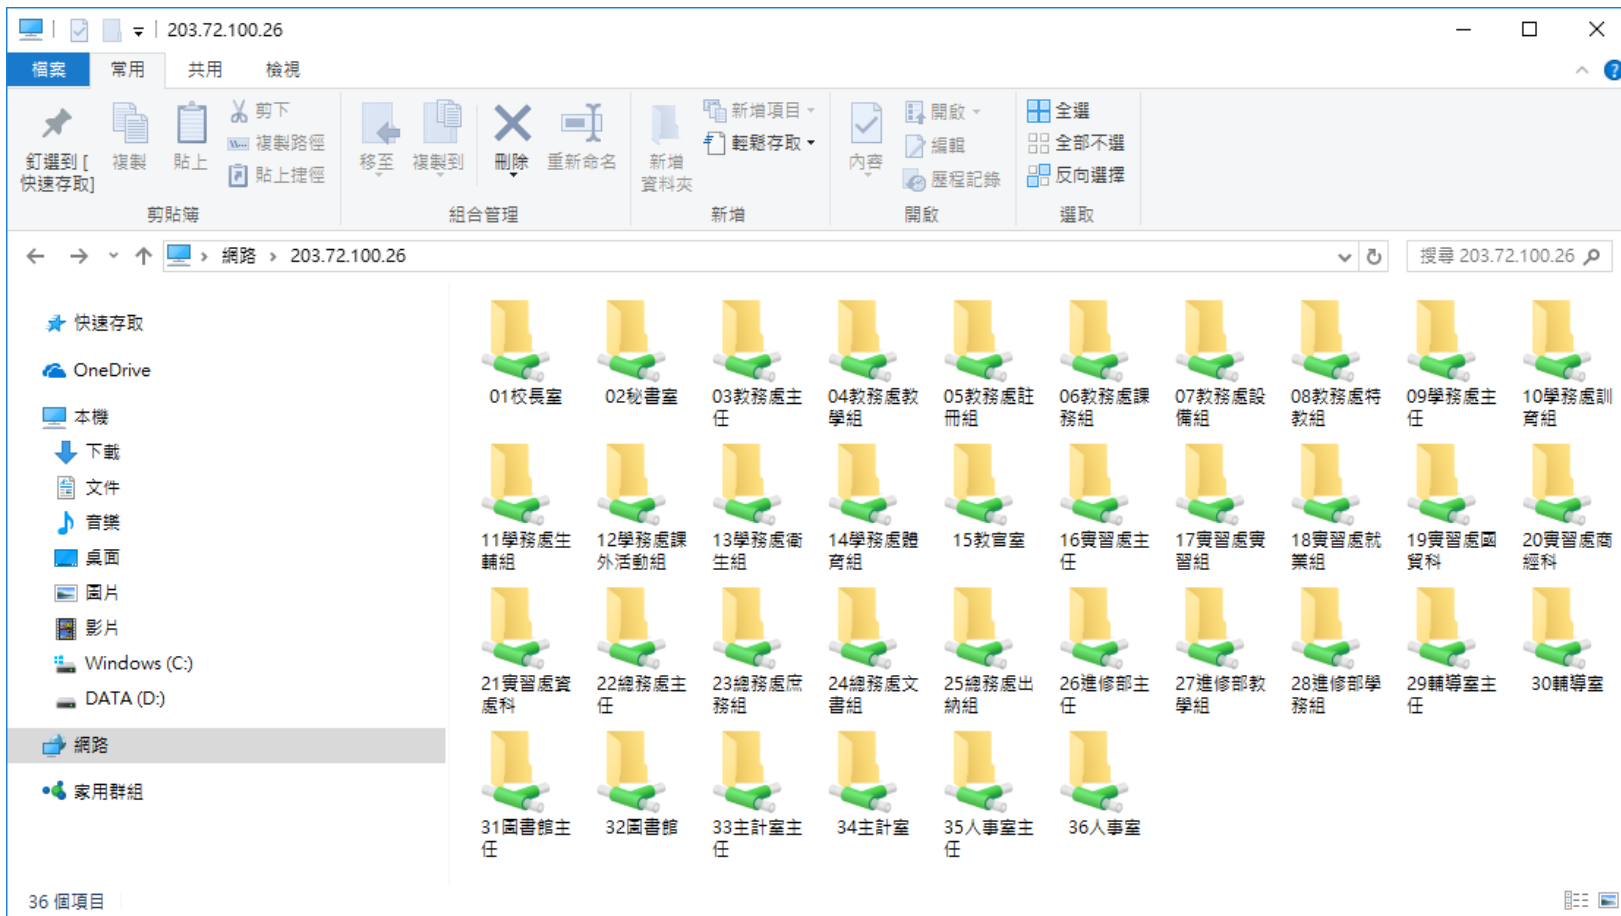 203.72.100.26
檔案 常用 共用 檢視
釘選到 [
快速存取]
複製
貼上
剪下
複製路徑
貼上捷徑
剪貼簿
移至
複製到
刪除
重新命名
組合管理
新增
資料夾
新增項目
輕鬆存取
新增
內容
開啟
編輯
歷程記錄
開啟
全選
全部不選
反向選擇
選取
網路 › 203.72.100.26
搜尋 203.72.100.26
快速存取
OneDrive
本機
下載
文件
音樂
桌面
圖片
影片
Windows (C:)
DATA (D:)
網路
家用群組
01校長室
02秘書室
03教務處主
任
04教務處教
學組
05教務處註
冊組
06教務處課
務組
07教務處設
備組
08教務處特
教組
09學務處主
任
10學務處訓
育組
11學務處生
輔組
12學務處課
外活動組
13學務處衛
生組
14學務處體
育組
15教官室
16實習處主
任
17實習處實
習組
18實習處就
業組
19實習處國
貿科
20實習處商
經科
21實習處資
處科
22總務處主
任
23總務處庶
務組
24總務處文
書組
25總務處出
納組
26進修部主
任
27進修部教
學組
28進修部學
務組
29輔導室主
任
30輔導室
31圖書館主
任
32圖書館
33主計室主
任
34主計室
35人事室主
任
36人事室
36 個項目